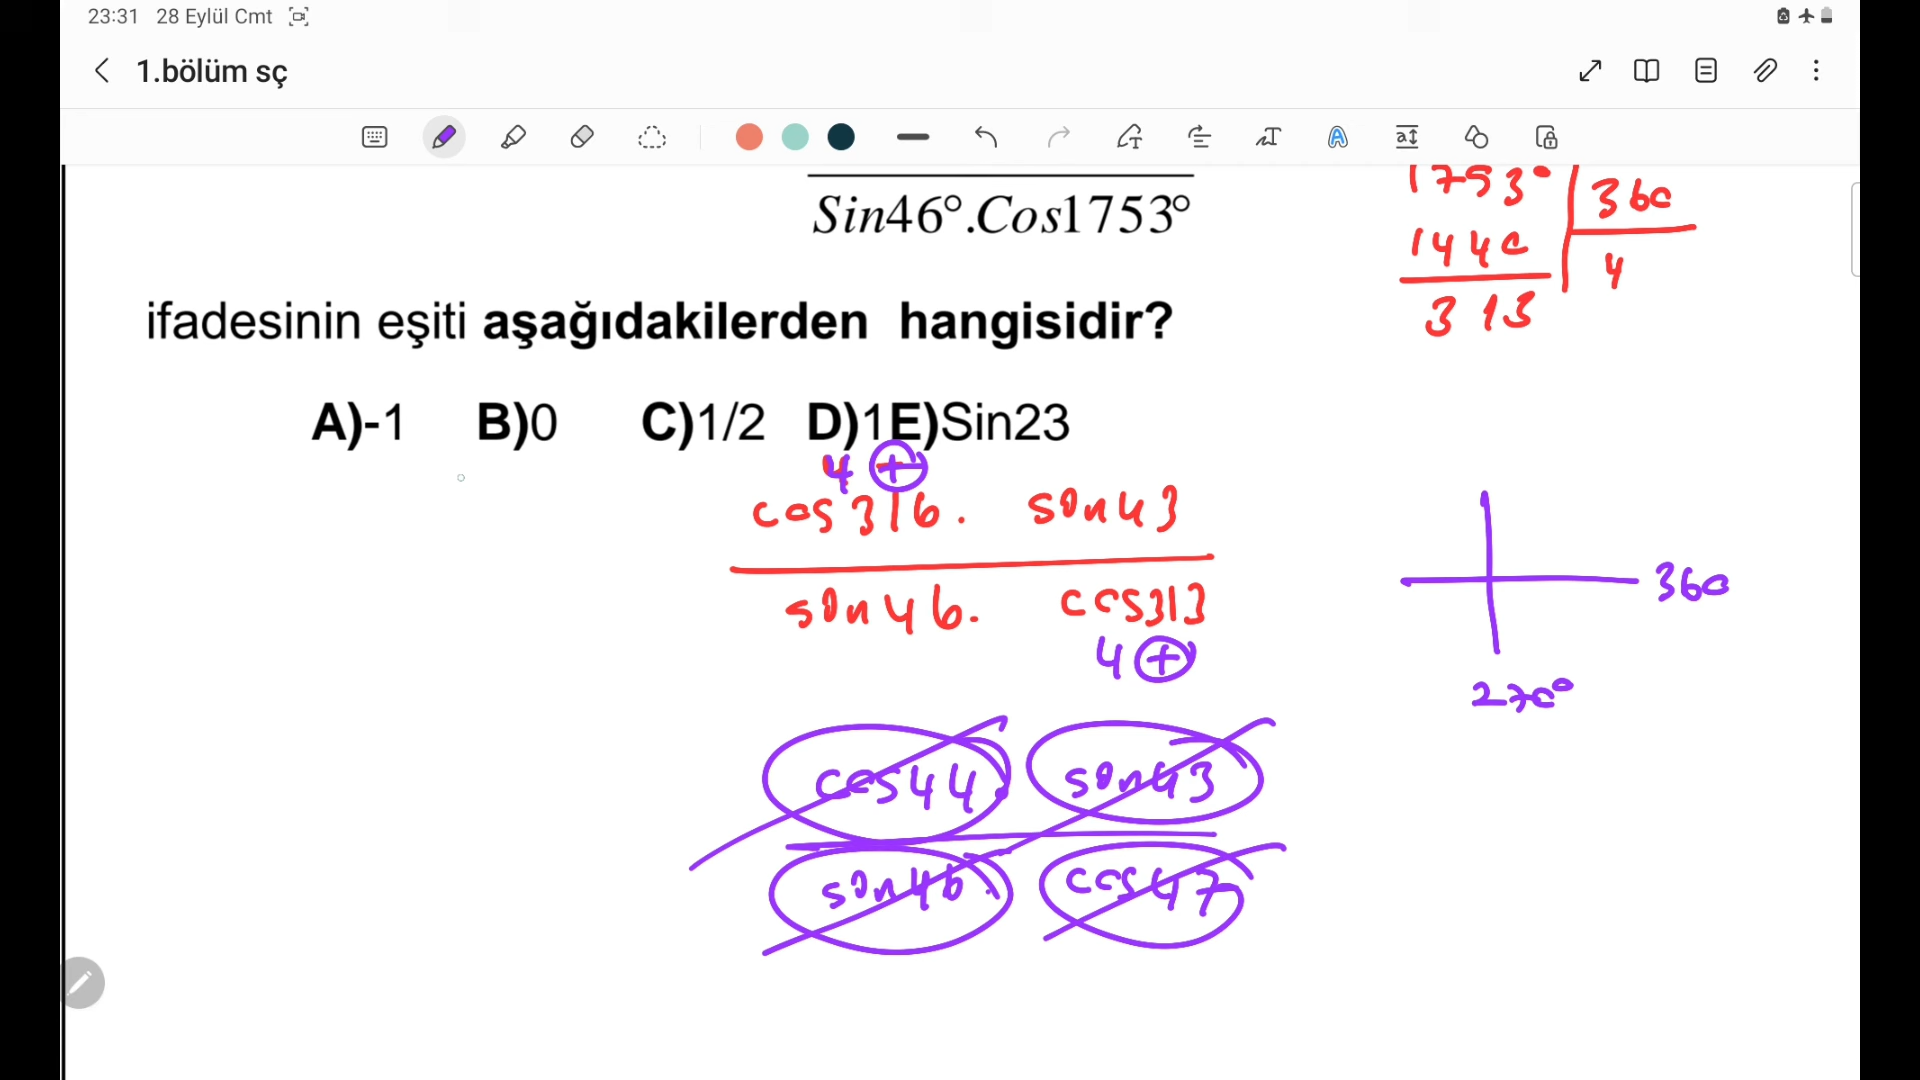 23:31 28 Eylül Cmt
1.bölüm sç
Sin46°.Cos1753°
1753° 360
1440 4
313
ifadesinin eşiti aşağıdakilerden hangisidir?
A)-1 B)0 C)1/2 D)1E)Sin23
4 +
cos316. sin43
sin46. cos313
4 +
360
270°
cos44. sin43
sin46. cos47